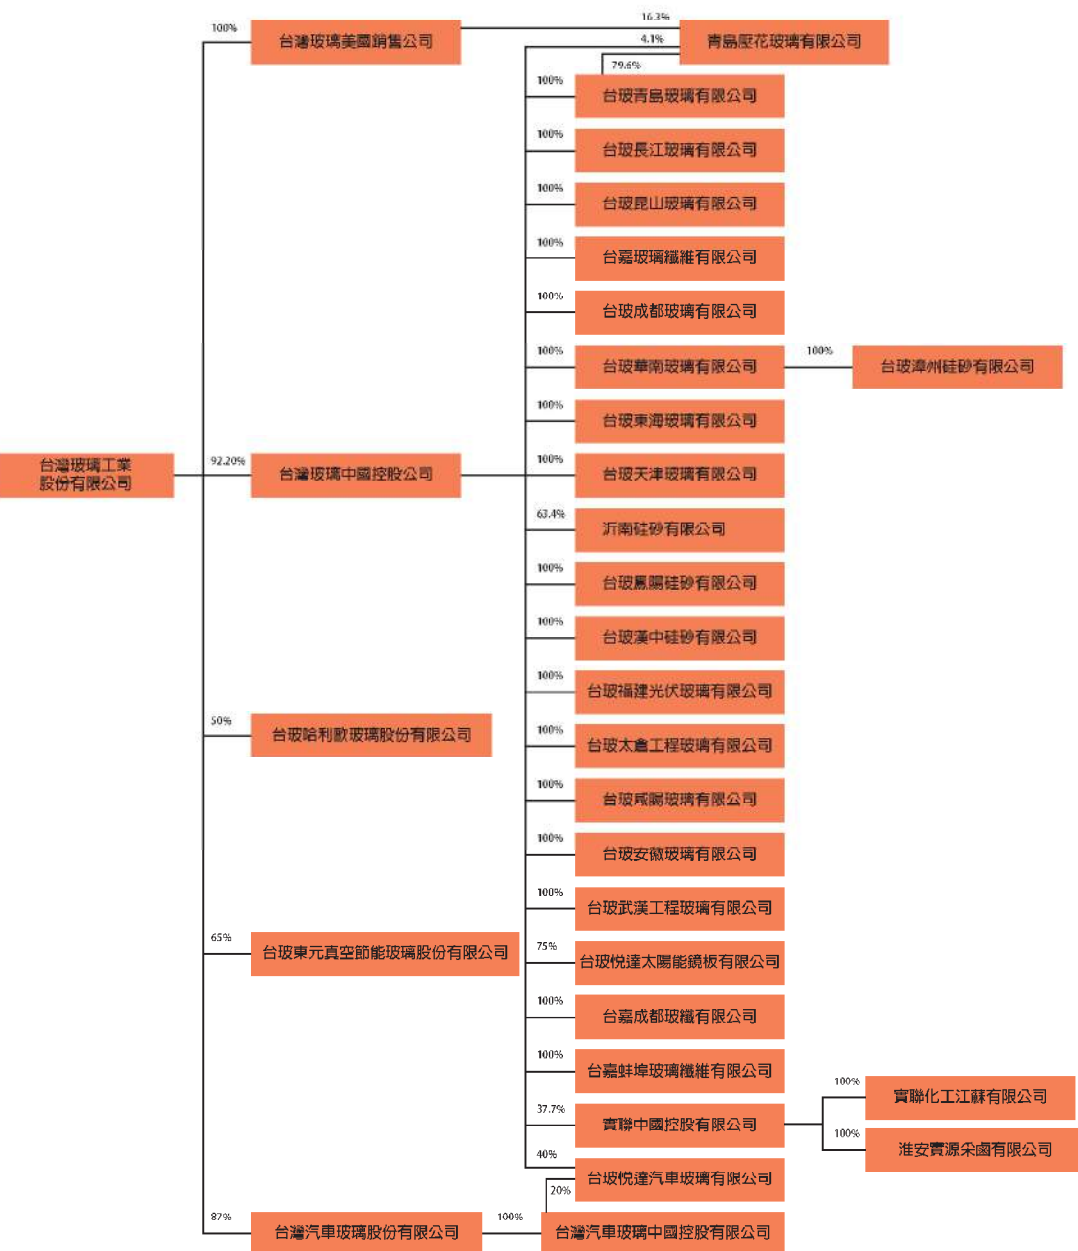 16.3%
100%
台灣玻璃美國銷售公司
青島壓花玻璃有限公司
4.1%
79.6%
100%
台玻青島玻璃有限公司
100%
台玻長江玻璃有限公司
100%
台玻昆山玻璃有限公司
100%
台嘉玻璃纖維有限公司
100%
台玻成都玻璃有限公司
100%
台玻華南玻璃有限公司
100%
台玻漳州硅砂有限公司
100%
台玻東海玻璃有限公司
台灣玻璃工業
股份有限公司
92.20%
台灣玻璃中國控股公司
100%
台玻天津玻璃有限公司
63.4%
沂南硅砂有限公司
100%
台玻鳳陽硅砂有限公司
100%
台玻漢中硅砂有限公司
100%
台玻福建光伏玻璃有限公司
50%
台玻哈利歐玻璃股份有限公司
100%
台玻太倉工程玻璃有限公司
100%
台玻咸陽玻璃有限公司
100%
台玻安徽玻璃有限公司
100%
台玻武漢工程玻璃有限公司
65%
台玻東元真空節能玻璃股份有限公司
75%
台玻悅達太陽能鏡板有限公司
100%
台嘉成都玻纖有限公司
100%
台嘉蚌埠玻璃纖維有限公司
37.7%
實聯中國控股有限公司
100%
實聯化工江蘇有限公司
100%
淮安實源采鹵有限公司
40%
台玻悅達汽車玻璃有限公司
20%
87%
台灣汽車玻璃股份有限公司
100%
台灣汽車玻璃中國控股有限公司